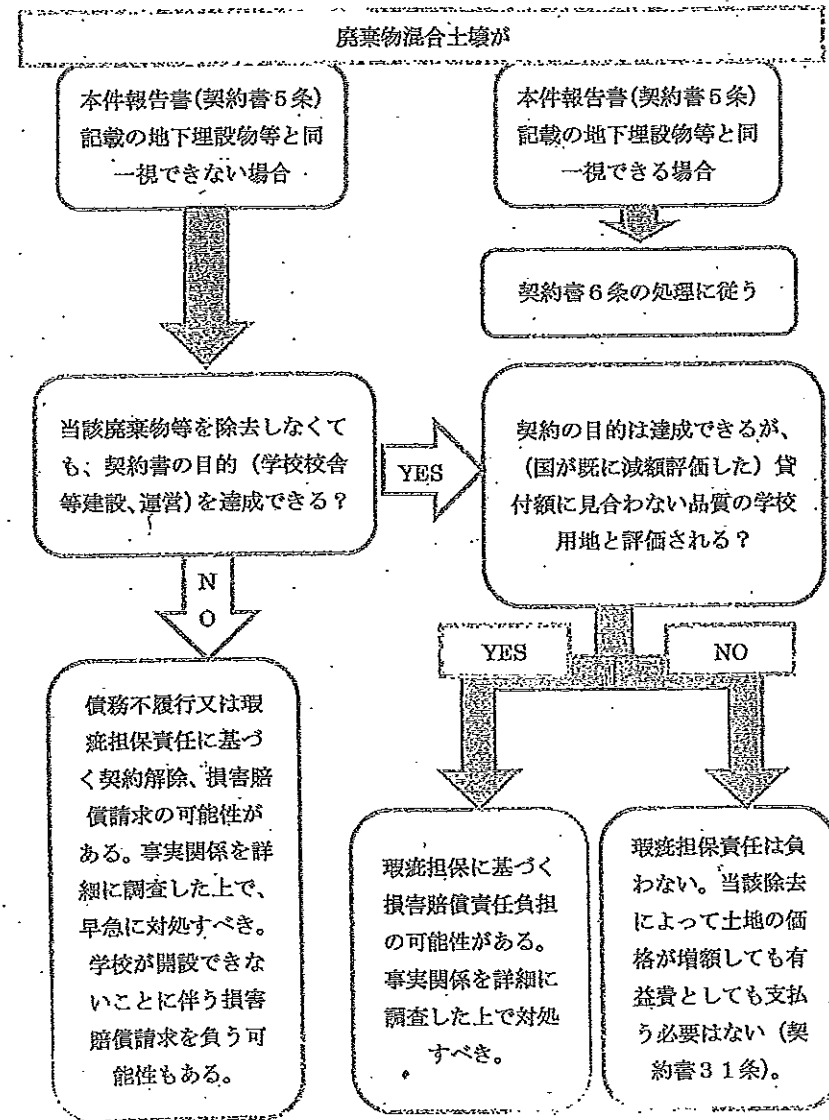 廃棄物混合土壌が
本件報告書(契約書5条)
記載の地下埋設物等と同
一視できない場合
本件報告書(契約書5条)
記載の地下埋設物等と同
一視できる場合
契約書6条の処理に従う
当該廃棄物等を除去しなくて
も、契約書の目的（学校校舎
等建設、運営）を達成できる？
YES
契約の目的は達成できるが、
（国が既に減額評価した）貸
付額に見合わない品質の学校
用地と評価される？
N
O
YES
NO
債務不履行又は瑕
疵担保責任に基づ
く契約解除、損害賠
償請求の可能性が
ある。事実関係を詳
細に調査した上で、
早急に対処すべき。
学校が開設できな
いことに伴う損害
賠償請求を負う可
能性もある。
瑕疵担保に基づく
損害賠償責任負担
の可能性がある。
事実関係を詳細に
調査した上で対処
すべき。
瑕疵担保責任は負
わない。当該除去
によって土地の価
格が増額しても有
益費としても支払
う必要はない（契
約書３１条）。